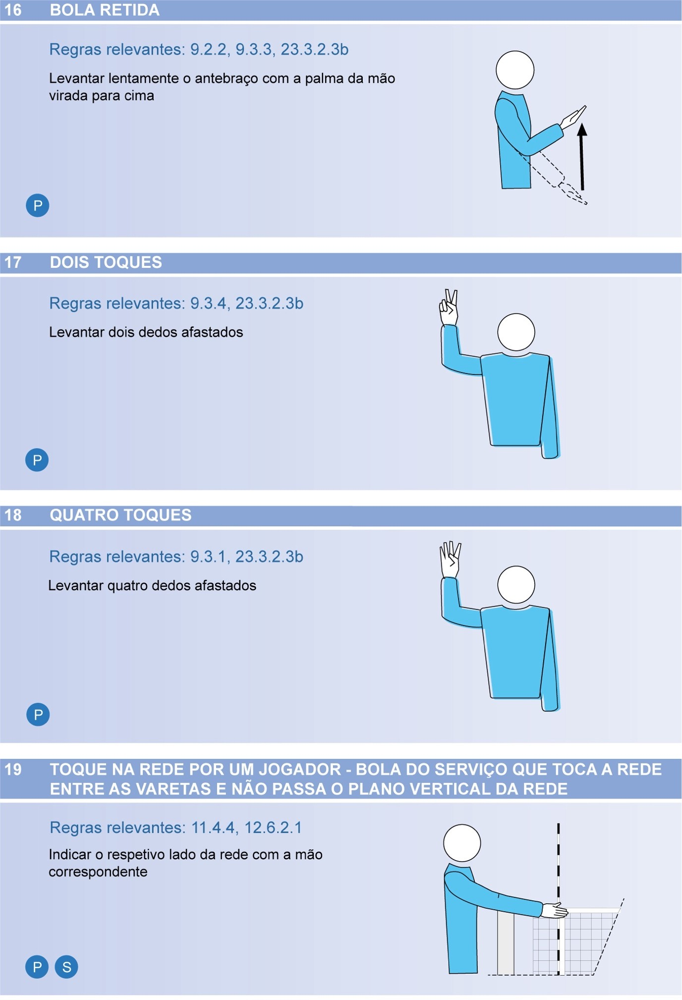 16 BOLA RETIDA
Regras relevantes: 9.2.2, 9.3.3, 23.3.2.3b
Levantar lentamente o antebraço com a palma da mão
virada para cima
P
17 DOIS TOQUES
Regras relevantes: 9.3.4, 23.3.2.3b
Levantar dois dedos afastados
P
18 QUATRO TOQUES
Regras relevantes: 9.3.1, 23.3.2.3b
Levantar quatro dedos afastados
P
19 TOQUE NA REDE POR UM JOGADOR - BOLA DO SERVIÇO QUE TOCA A REDE
ENTRE AS VARETAS E NÃO PASSA O PLANO VERTICAL DA REDE
Regras relevantes: 11.4.4, 12.6.2.1
Indicar o respetivo lado da rede com a mão
correspondente
P S